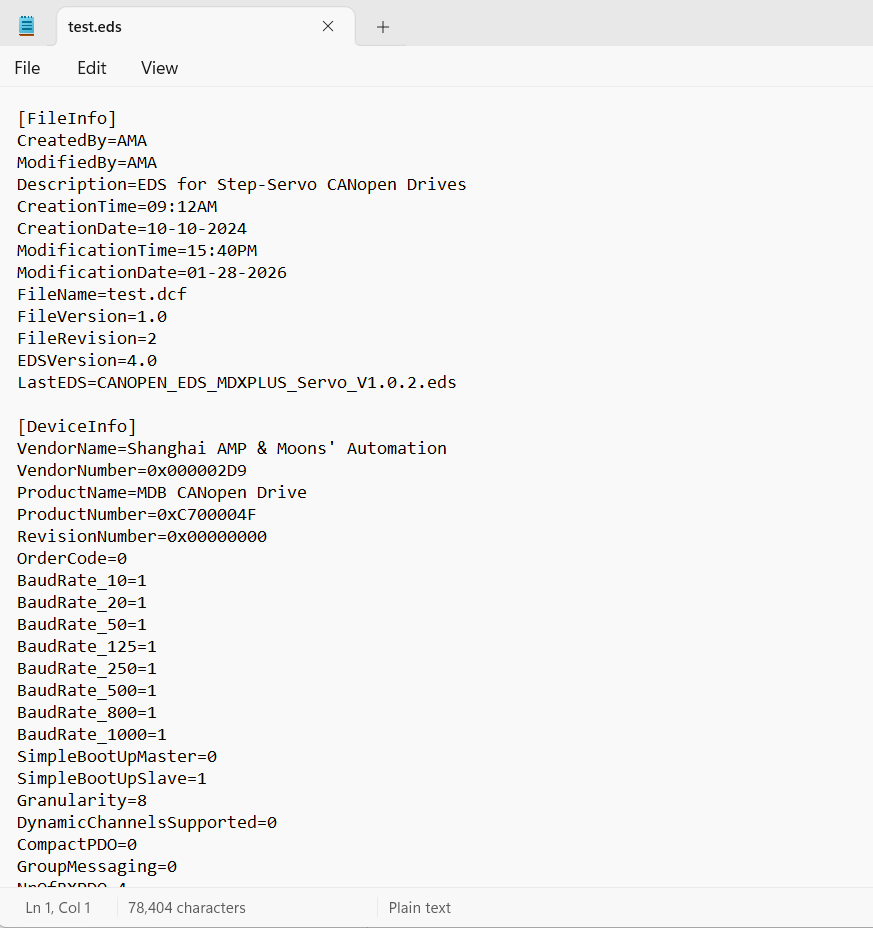 test.eds
File Edit View
[FileInfo]
CreatedBy=AMA
ModifiedBy=AMA
Description=EDS for Step-Servo CANopen Drives
CreationTime=09:12AM
CreationDate=10-10-2024
ModificationTime=15:40PM
ModificationDate=01-28-2026
FileName=test.dcf
FileVersion=1.0
FileRevision=2
EDSVersion=4.0
LastEDS=CANOPEN_EDS_MDXPLUS_Servo_V1.0.2.eds

[DeviceInfo]
VendorName=Shanghai AMP & Moons' Automation
VendorNumber=0x000002D9
ProductName=MDB CANopen Drive
ProductNumber=0xC700004F
RevisionNumber=0x00000000
OrderCode=0
BaudRate_10=1
BaudRate_20=1
BaudRate_50=1
BaudRate_125=1
BaudRate_250=1
BaudRate_500=1
BaudRate_800=1
BaudRate_1000=1
SimpleBootUpMaster=0
SimpleBootUpSlave=1
Granularity=8
DynamicChannelsSupported=0
CompactPDO=0
GroupMessaging=0
NrOfRXPDO=4
Ln 1, Col 1 78,404 characters Plain text